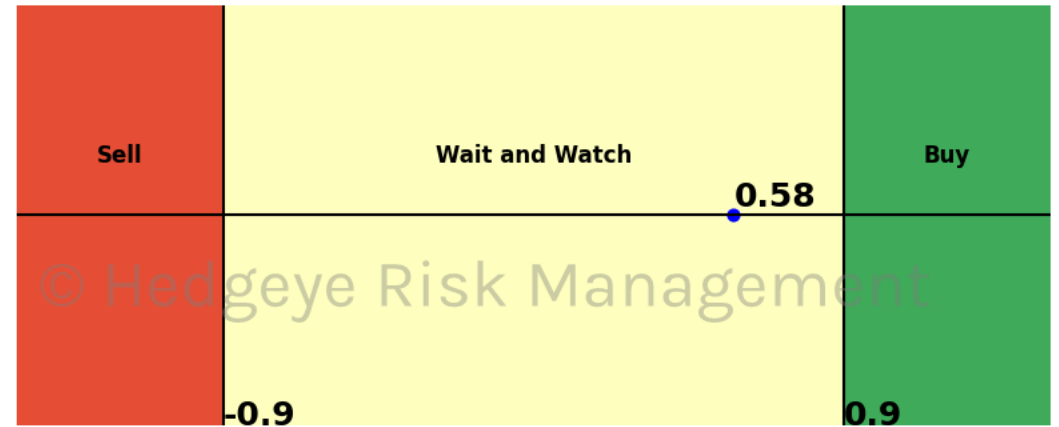 Sell
Wait and Watch
Buy
0.58
© Hedgeye Risk Management
-0.9
0.9